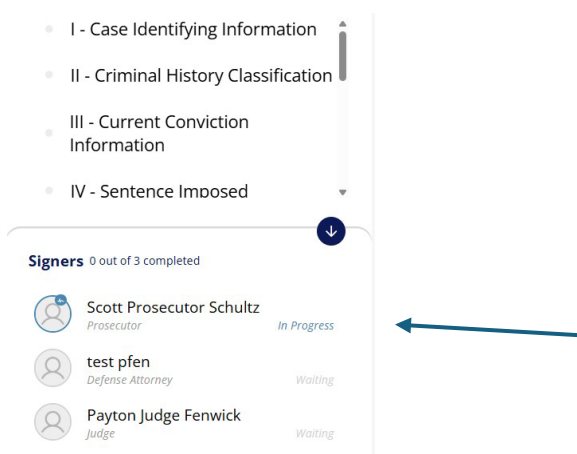 I - Case Identifying Information
II - Criminal History Classification
III - Current Conviction
Information
IV - Sentence Imposed
Signers 0 out of 3 completed
Scott Prosecutor Schultz
Prosecutor In Progress
test pfen
Defense Attorney Waiting
Payton Judge Fenwick
Judge Waiting